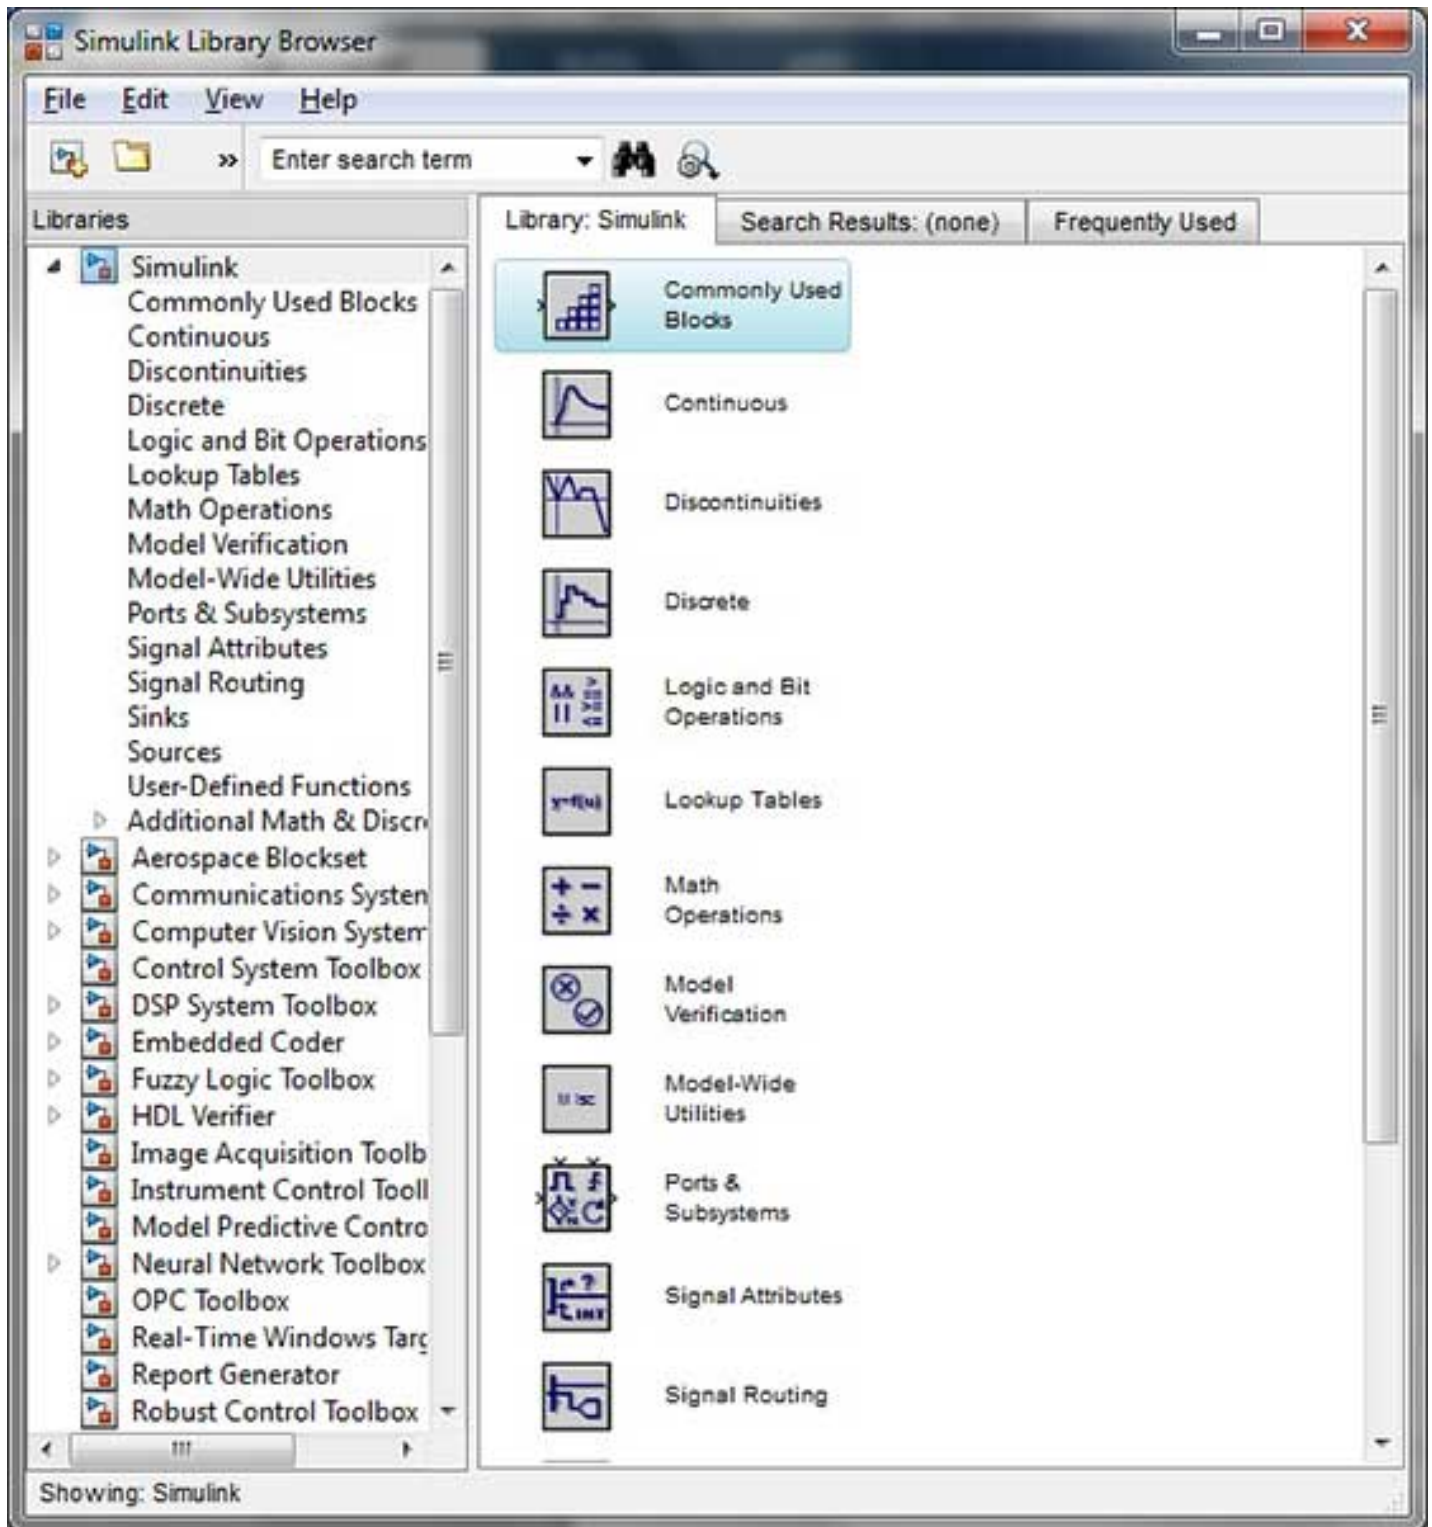 Simulink Library Browser
File Edit View Help
» Enter search term
Libraries
Simulink
Commonly Used Blocks
Continuous
Discontinuities
Discrete
Logic and Bit Operations
Lookup Tables
Math Operations
Model Verification
Model-Wide Utilities
Ports & Subsystems
Signal Attributes
Signal Routing
Sinks
Sources
User-Defined Functions
Additional Math & Discr
Aerospace Blockset
Communications System
Computer Vision System
Control System Toolbox
DSP System Toolbox
Embedded Coder
Fuzzy Logic Toolbox
HDL Verifier
Image Acquisition Toolb
Instrument Control Tooll
Model Predictive Contro
Neural Network Toolbox
OPC Toolbox
Real-Time Windows Targ
Report Generator
Robust Control Toolbox
Library: Simulink Search Results: (none) Frequently Used
Commonly Used
Blocks
Continuous
Discontinuities
Discrete
&& > ==
|| >= <=
Logic and Bit
Operations
y=f(u)
Lookup Tables
+ −
÷ ×
Math
Operations
Model
Verification
Model-Wide
Utilities
Ports &
Subsystems
?
INT
Signal Attributes
Signal Routing
Showing: Simulink